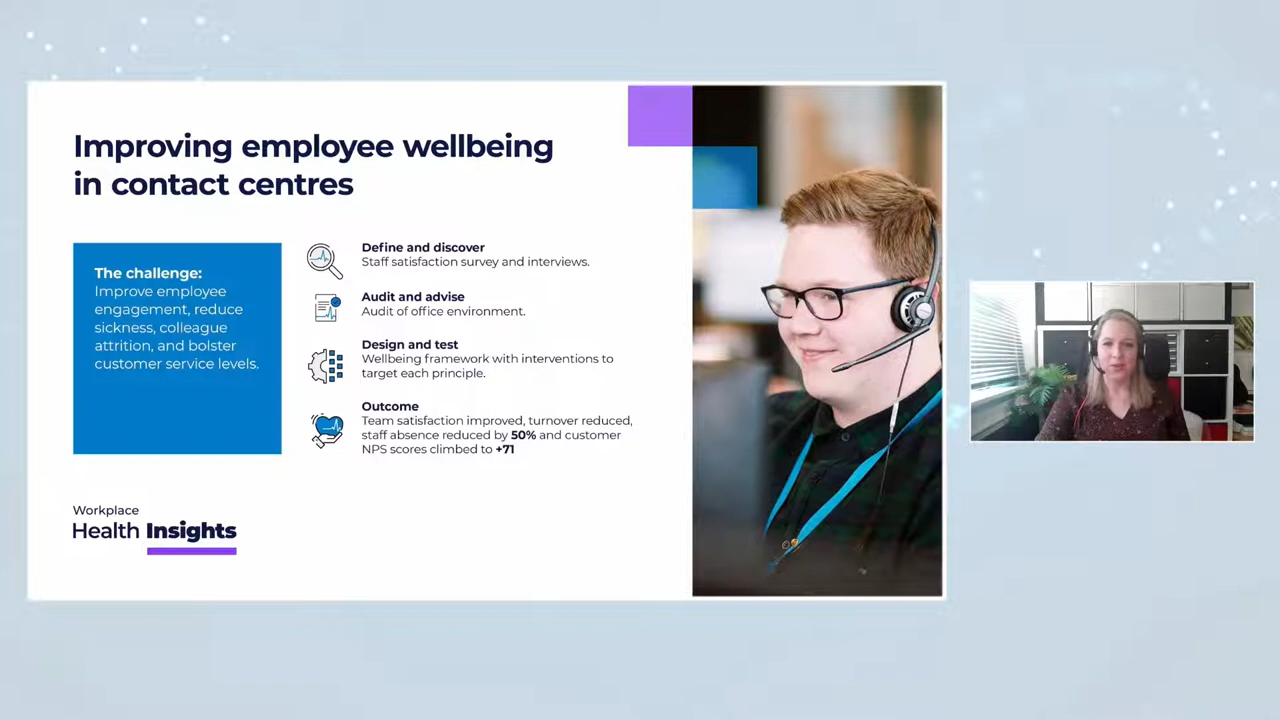 Improving employee wellbeing
in contact centres
The challenge:
Improve employee
engagement, reduce
sickness, colleague
attrition, and bolster
customer service levels.
Define and discover
Staff satisfaction survey and interviews.
Audit and advise
Audit of office environment.
Design and test
Wellbeing framework with interventions to
target each principle.
Outcome
Team satisfaction improved, turnover reduced,
staff absence reduced by 50% and customer
NPS scores climbed to +71
Workplace
Health Insights